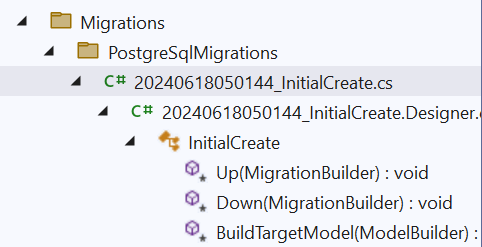 Migrations
PostgreSqlMigrations
C# 20240618050144_InitialCreate.cs
20240618050144_InitialCreate.Designer.
InitialCreate
Up(MigrationBuilder) : void
Down(MigrationBuilder) : void
BuildTargetModel(ModelBuilder) :